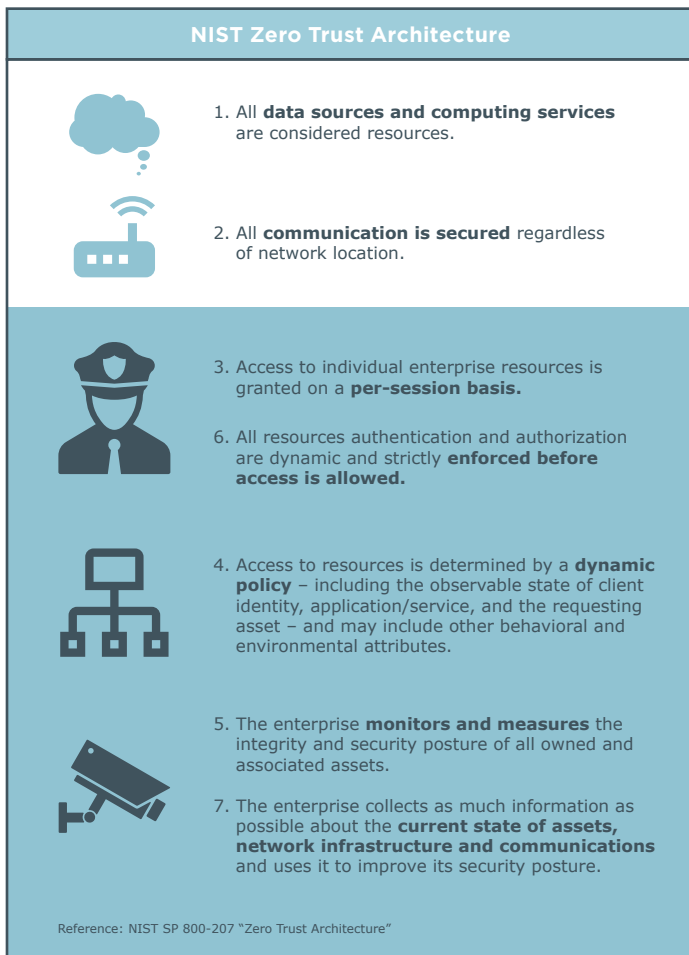 NIST Zero Trust Architecture
1. All data sources and computing services
are considered resources.
2. All communication is secured regardless
of network location.
3. Access to individual enterprise resources is
granted on a per-session basis.
6. All resources authentication and authorization
are dynamic and strictly enforced before
access is allowed.
4. Access to resources is determined by a dynamic
policy – including the observable state of client
identity, application/service, and the requesting
asset – and may include other behavioral and
environmental attributes.
5. The enterprise monitors and measures the
integrity and security posture of all owned and
associated assets.
7. The enterprise collects as much information as
possible about the current state of assets,
network infrastructure and communications
and uses it to improve its security posture.
Reference: NIST SP 800-207 “Zero Trust Architecture”